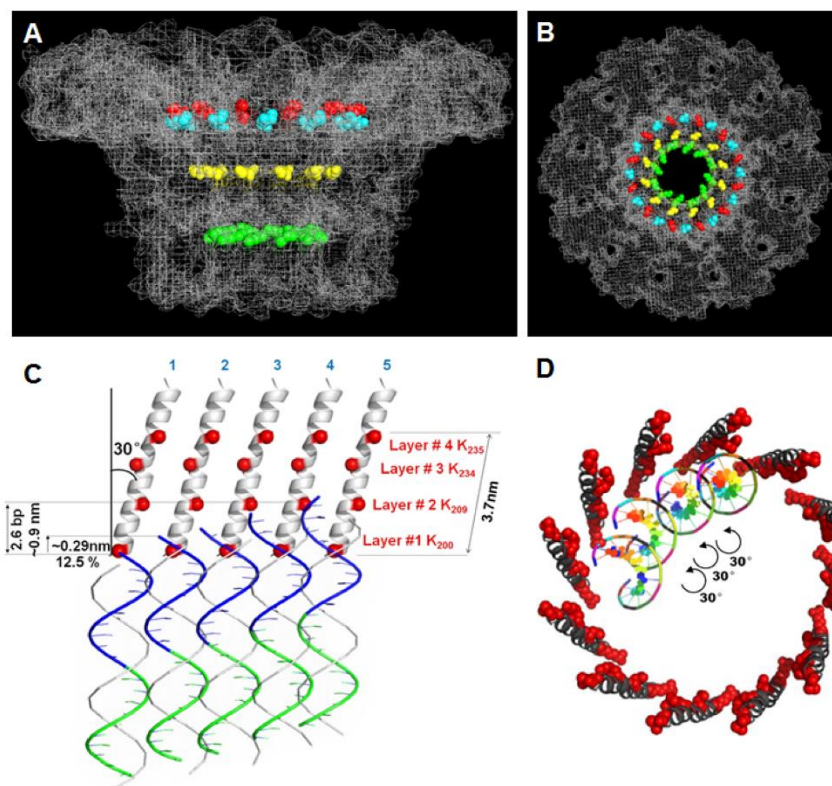 A
B
C
1 2 3 4 5
30°
Layer # 4 K235
Layer # 3 K234
Layer # 2 K209
Layer #1 K200
3.7nm
2.6 bp
~0.9 nm
~0.29nm
12.5 %
D
30°
30°
30°